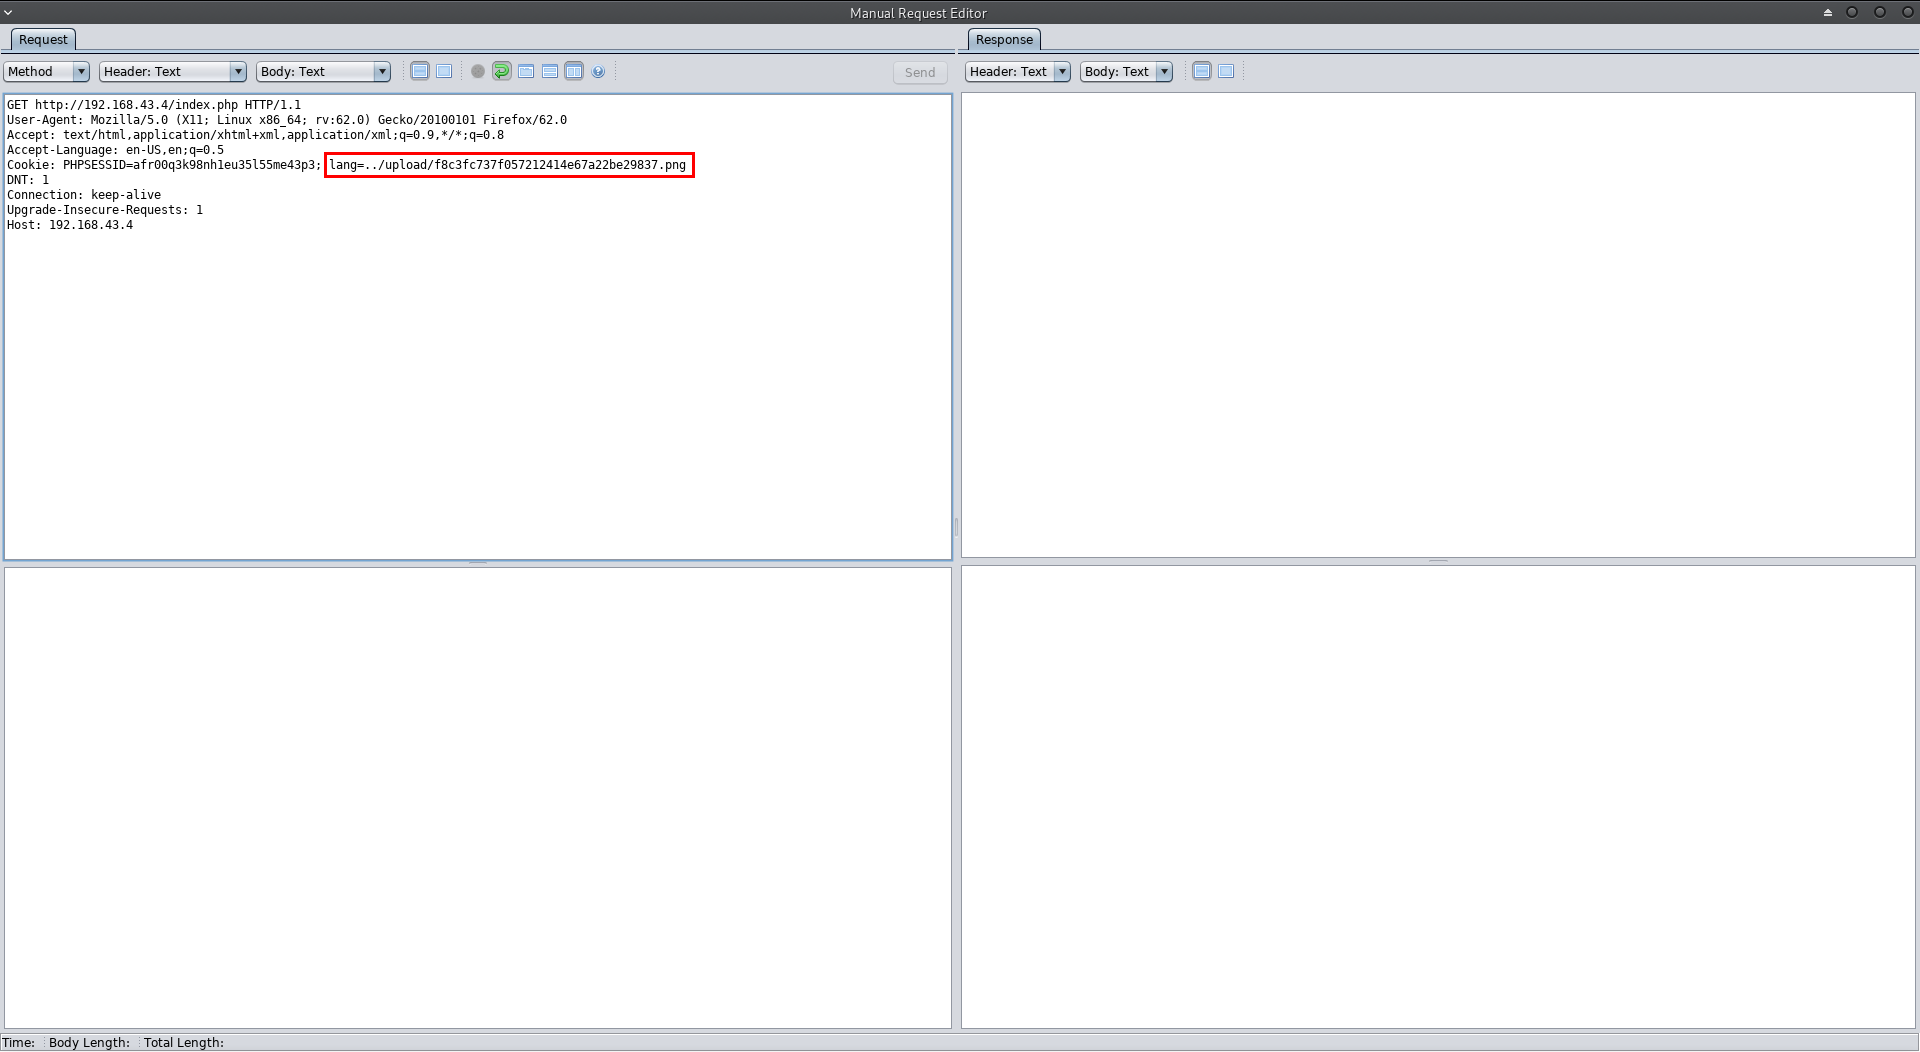 Manual Request Editor
Request
Response
Method Header: Text Body: Text Send
Header: Text Body: Text
GET http://192.168.43.4/index.php HTTP/1.1
User-Agent: Mozilla/5.0 (X11; Linux x86_64; rv:62.0) Gecko/20100101 Firefox/62.0
Accept: text/html,application/xhtml+xml,application/xml;q=0.9,*/*;q=0.8
Accept-Language: en-US,en;q=0.5
Cookie: PHPSESSID=afr00q3k98nh1eu35l55me43p3; lang=../upload/f8c3fc737f057212414e67a22be29837.png
DNT: 1
Connection: keep-alive
Upgrade-Insecure-Requests: 1
Host: 192.168.43.4
Time: Body Length: Total Length: